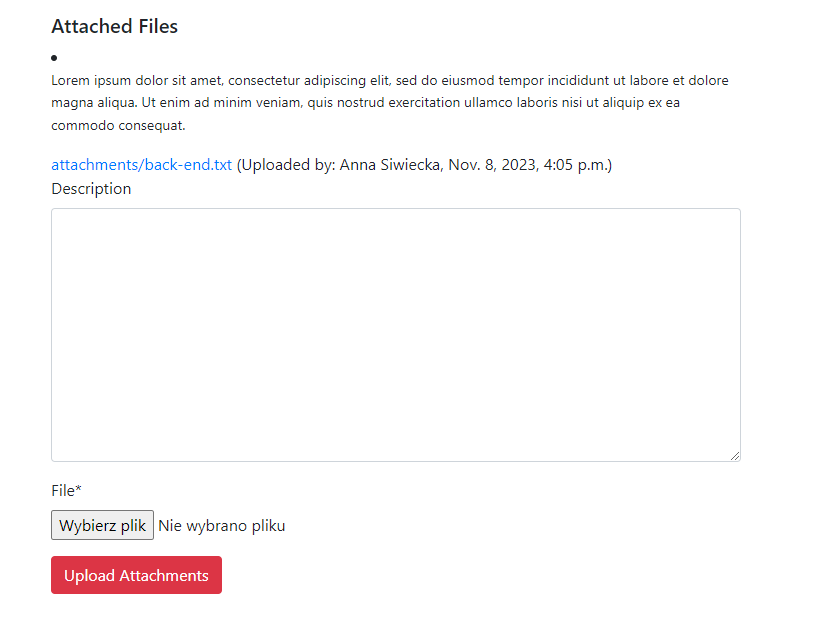 Attached Files
•
Lorem ipsum dolor sit amet, consectetur adipiscing elit, sed do eiusmod tempor incididunt ut labore et dolore
magna aliqua. Ut enim ad minim veniam, quis nostrud exercitation ullamco laboris nisi ut aliquip ex ea
commodo consequat.
attachments/back-end.txt (Uploaded by: Anna Siwiecka, Nov. 8, 2023, 4:05 p.m.)
Description
File*
Wybierz plik Nie wybrano pliku
Upload Attachments